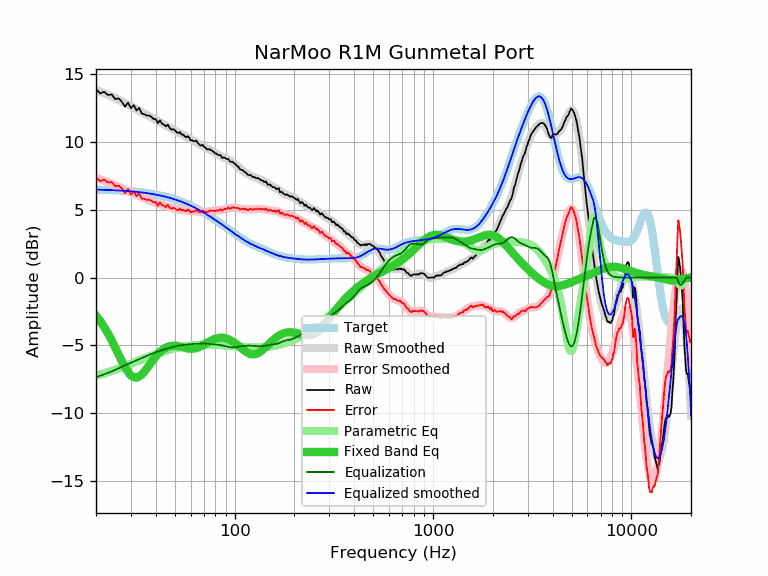 NarMoo R1M Gunmetal Port
15
10
5
0
−5
−10
−15
Amplitude (dBr)
Target
Raw Smoothed
Error Smoothed
Raw
Error
Parametric Eq
Fixed Band Eq
Equalization
Equalized smoothed
100
1000
10000
Frequency (Hz)